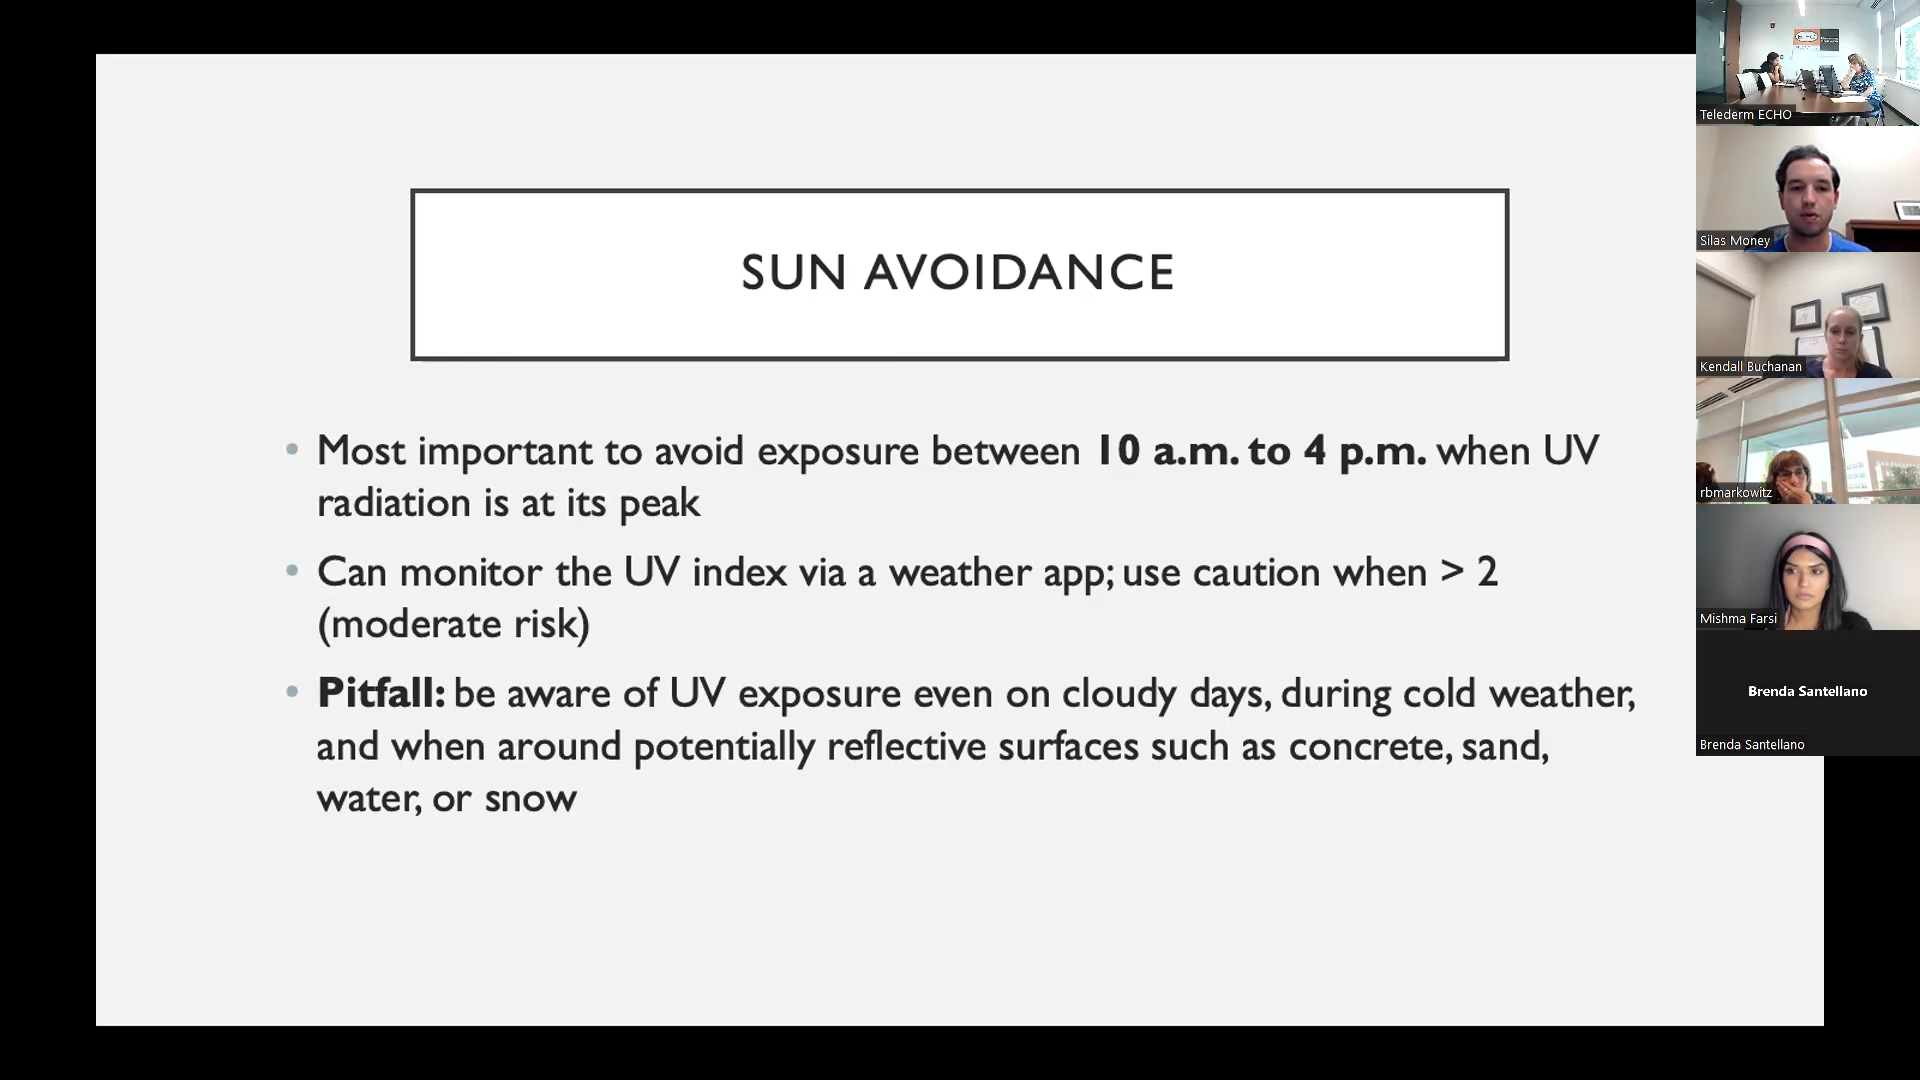 SUN AVOIDANCE
• Most important to avoid exposure between 10 a.m. to 4 p.m. when UV
radiation is at its peak
• Can monitor the UV index via a weather app; use caution when > 2
(moderate risk)
• Pitfall: be aware of UV exposure even on cloudy days, during cold weather,
and when around potentially reflective surfaces such as concrete, sand,
water, or snow
Telederm ECHO
Silas Money
Kendall Buchanan
rbmarkowitz
Mishma Farsi
Brenda Santellano
Brenda Santellano